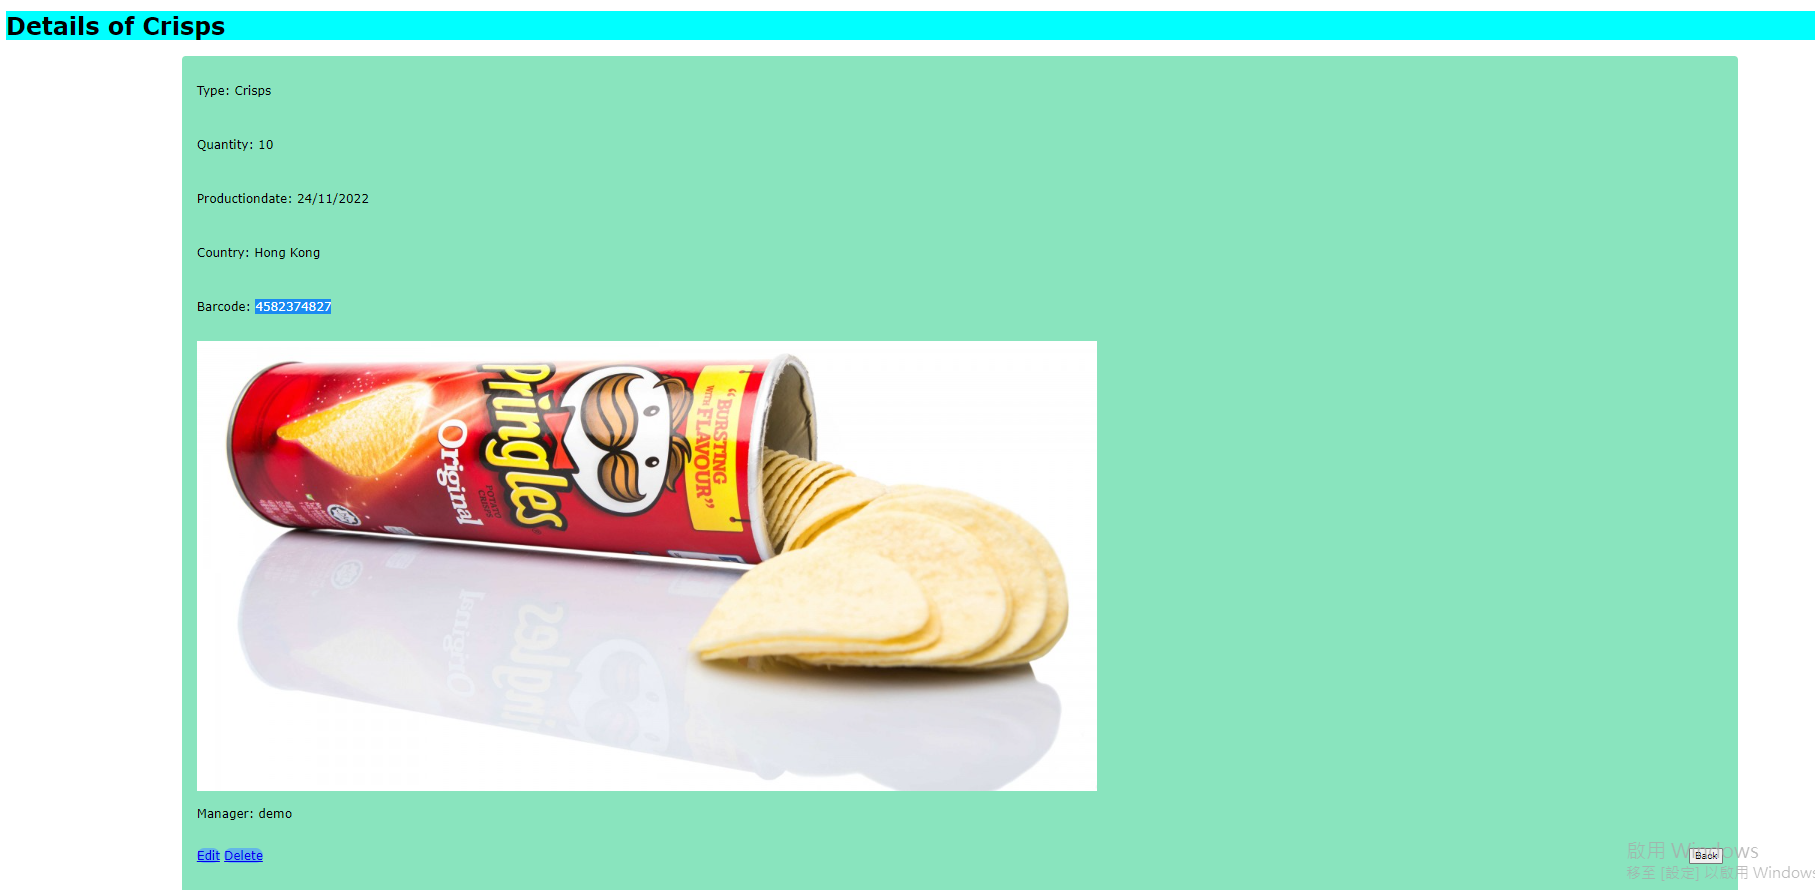 Details of Crisps
Type: Crisps
Quantity: 10
Productiondate: 24/11/2022
Country: Hong Kong
Barcode: 4582374827
Pringles
Original
POTATO
CRISPS
“BURSTING
WITH FLAVOUR”
Manager: demo
Edit Delete
Back
啟用 Windows
移至 [設定] 以啟用 Windows